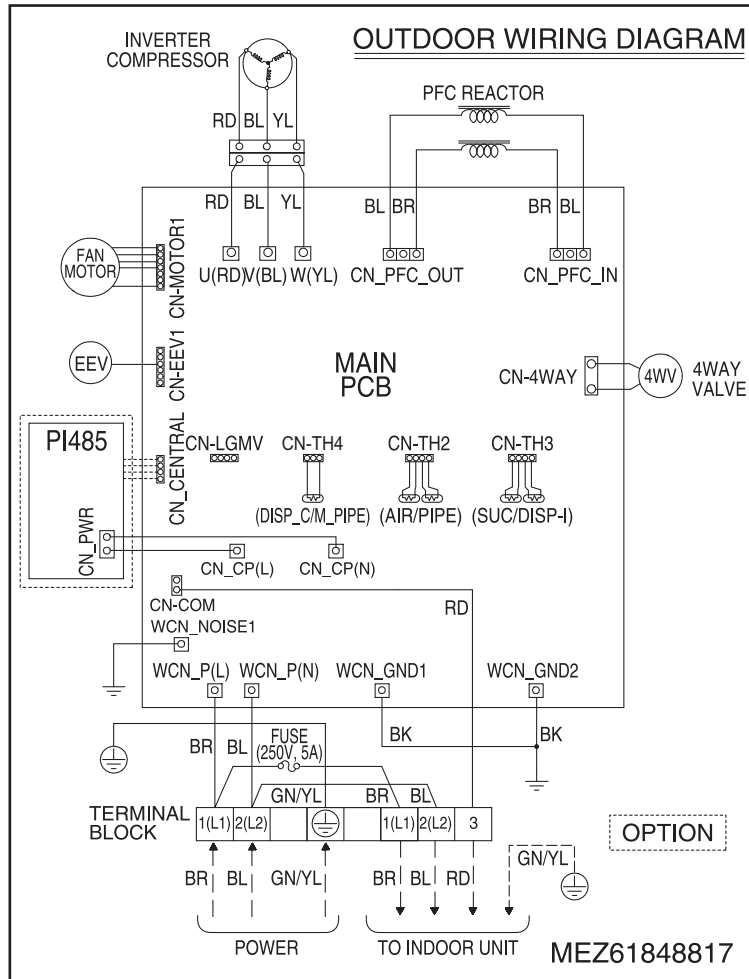 OUTDOOR WIRING DIAGRAM
INVERTER
COMPRESSOR
PFC REACTOR
RD BL YL
RD BL YL
BL BR
BR BL
FAN
MOTOR
CN-MOTOR1
U(RD) V(BL) W(YL)
CN_PFC_OUT
CN_PFC_IN
EEV
CN-EEV1
MAIN
PCB
CN-4WAY
4WV
4WAY
VALVE
PI485
CN_CENTRAL
CN-LGMV
CN-TH4
CN-TH2
CN-TH3
(DISP_C/M_PIPE)
(AIR/PIPE)
(SUC/DISP-I)
CN_PWR
CN_CP(L)
CN_CP(N)
CN-COM
RD
WCN_NOISE1
WCN_P(L)
WCN_P(N)
WCN_GND1
WCN_GND2
BR BL
FUSE
(250V, 5A)
BK
BK
GN/YL
BR BL
TERMINAL
BLOCK
1(L1) 2(L2) 1(L1) 2(L2) 3
OPTION
BR BL GN/YL BR BL RD GN/YL
POWER
TO INDOOR UNIT
MEZ61848817